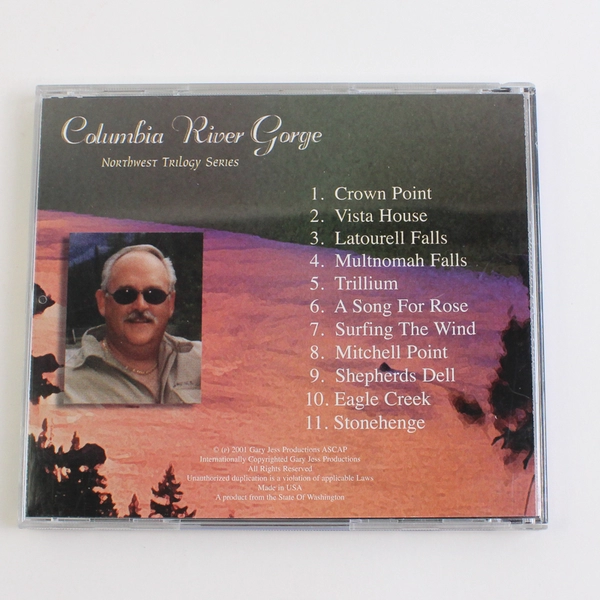 Columbia River Gorge
Northwest Trilogy Series
1. Crown Point
2. Vista House
3. Latourell Falls
4. Multnomah Falls
5. Trillium
6. A Song For Rose
7. Surfing The Wind
8. Mitchell Point
9. Shepherds Dell
10. Eagle Creek
11. Stonehenge
© (p) 2001 Gary Jess Productions ASCAP
Internationally Copyrighted Gary Jess Productions
All Rights Reserved
Unauthorized duplication is a violation of applicable Laws
Made in USA
A product from the State Of Washington